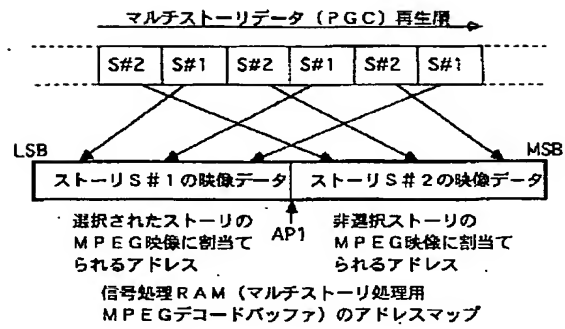 マルチストーリデータ（PGC）再生順
S#2 S#1 S#2 S#1 S#2 S#1
LSB MSB
ストーリS＃1の映像データ ストーリS＃2の映像データ
選択されたストーリの
MPEG映像に割当て
られるアドレス
AP1
非選択ストーリの
MPEG映像に割当て
られるアドレス
信号処理RAM（マルチストーリ処理用
MPEGデコードバッファ）のアドレスマップ